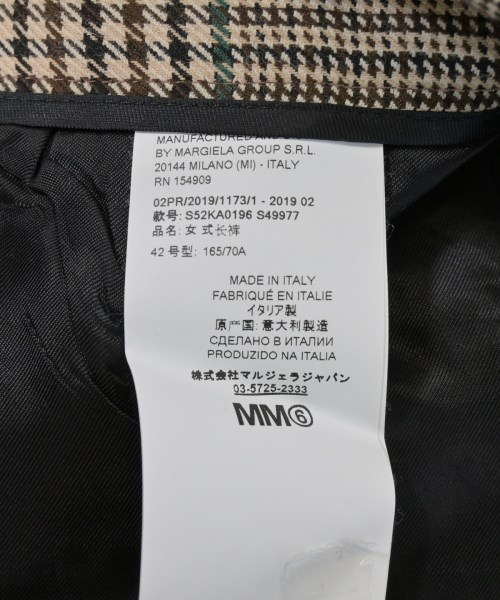 MANUFACTURED AND
BY MARGIELA GROUP S.R.L.
20144 MILANO (MI) - ITALY
RN 154909
02PR/2019/1173/1 - 2019 02
款号: S52KA0196 S49977
品名: 女 式长裤
42 号型: 165/70A
MADE IN ITALY
FABRIQUÉ EN ITALIE
イタリア製
原产国: 意大利製造
СДЕЛАНО В ИТАЛИИ
PRODUZIDO NA ITALIA
株式会社マルジェラジャパン
03-5725-2333
MM⑥